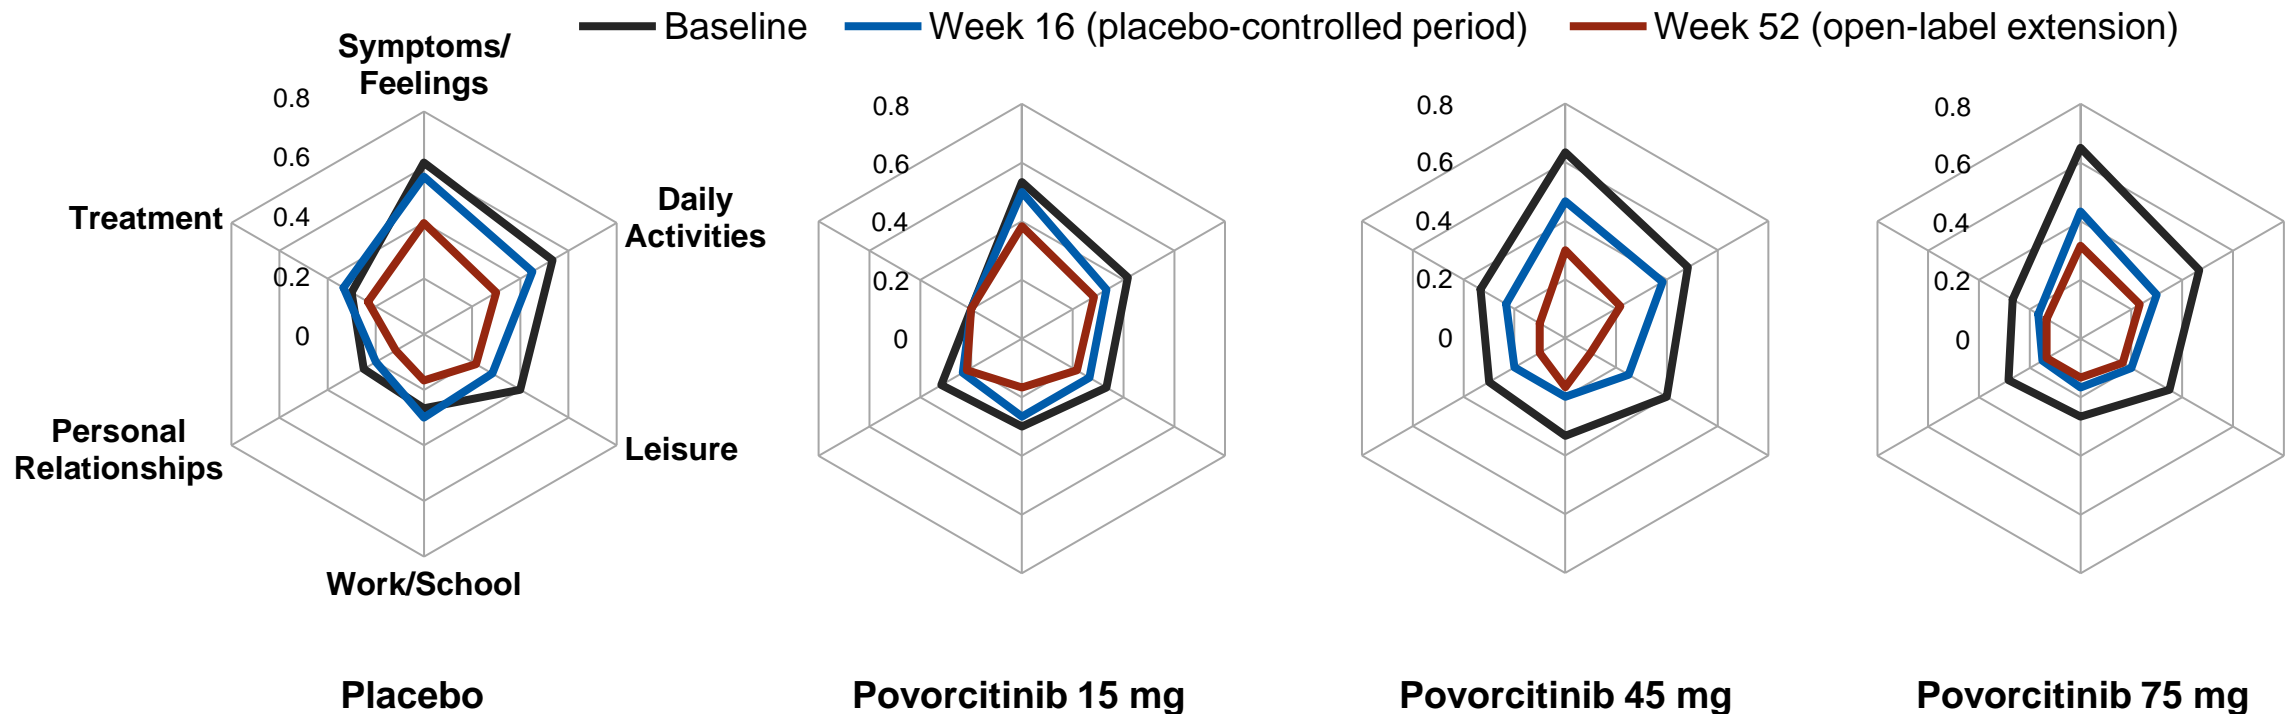 Baseline
Week 16 (placebo-controlled period)
Week 52 (open-label extension)
Symptoms/
Feelings
Daily
Activities
Leisure
Work/School
Personal
Relationships
Treatment
0.8
0.6
0.4
0.2
0
0.8
0.6
0.4
0.2
0
0.8
0.6
0.4
0.2
0
0.8
0.6
0.4
0.2
0
Placebo
Povorcitinib 15 mg
Povorcitinib 45 mg
Povorcitinib 75 mg